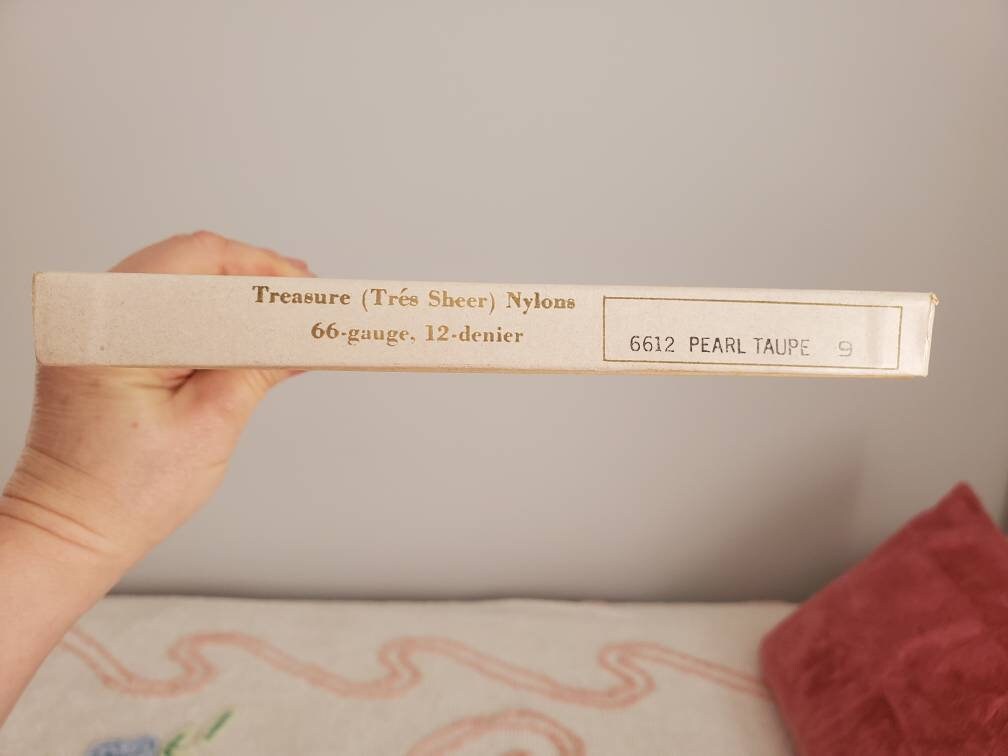 Treasure (Trés Sheer) Nylons
66-gauge, 12-denier
6612 PEARL TAUPE 9